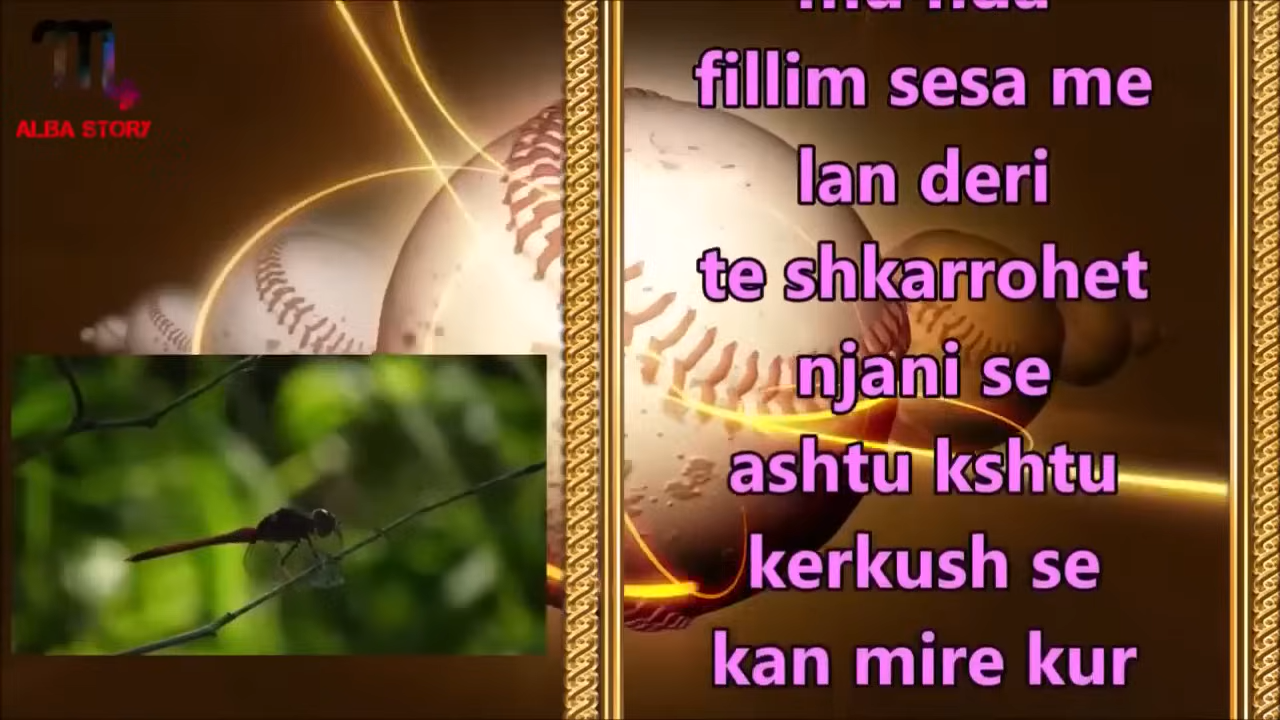 ALBA STORY
fillim sesa me
lan deri
te shkarrohet
njani se
ashtu kshtu
kerkush se
kan mire kur